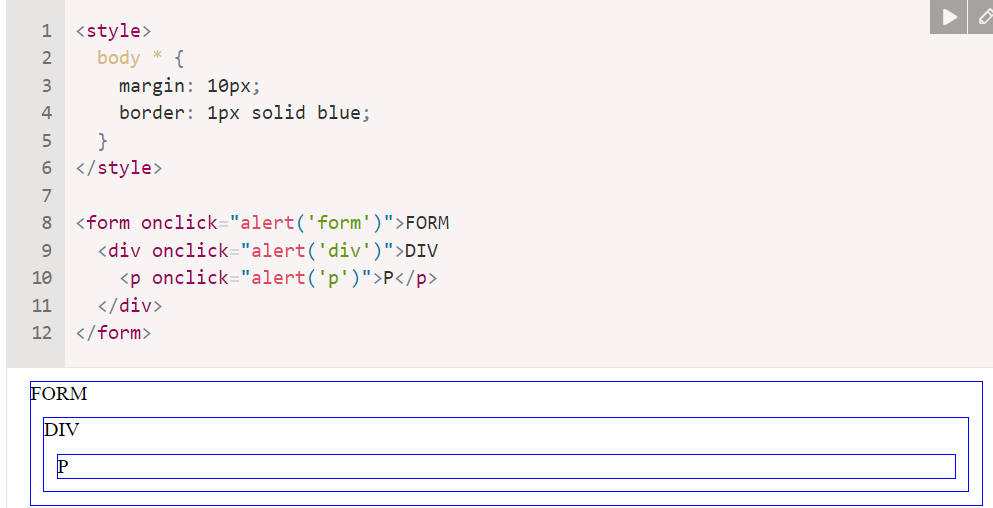 1 <style>
2   body * {
3     margin: 10px;
4     border: 1px solid blue;
5   }
6 </style>
7
8 <form onclick="alert('form')">FORM
9   <div onclick="alert('div')">DIV
10     <p onclick="alert('p')">P</p>
11   </div>
12 </form>
FORM
DIV
P